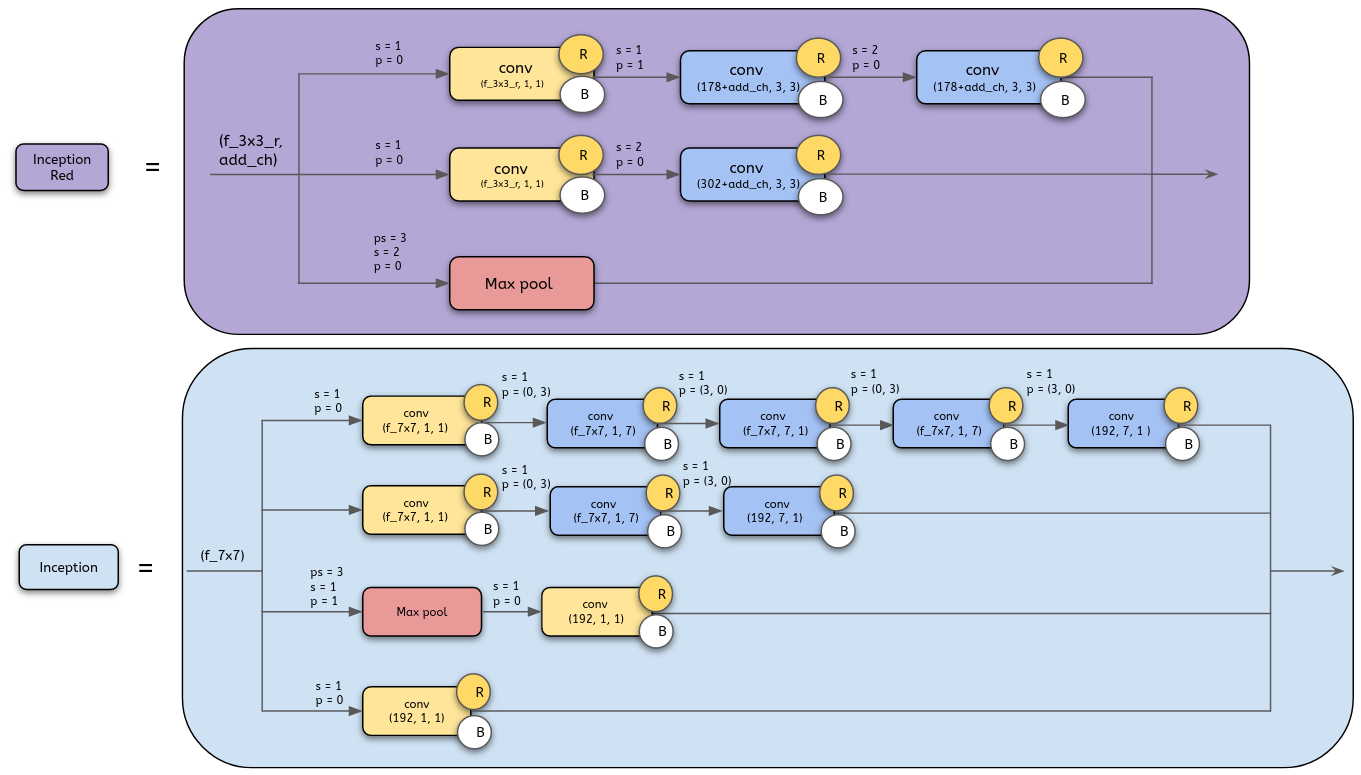 Inception
Red
=
(f_3x3_r,
add_ch)
s = 1
p = 0
conv
(f_3x3_r, 1, 1)
R
B
s = 1
p = 1
conv
(178+add_ch, 3, 3)
R
B
s = 2
p = 0
conv
(178+add_ch, 3, 3)
R
B
s = 1
p = 0
conv
(f_3x3_r, 1, 1)
R
B
s = 2
p = 0
conv
(302+add_ch, 3, 3)
R
B
ps = 3
s = 2
p = 0
Max pool
Inception
=
(f_7x7)
s = 1
p = 0
conv
(f_7x7, 1, 1)
R
B
s = 1
p = (0, 3)
conv
(f_7x7, 1, 7)
R
B
s = 1
p = (3, 0)
conv
(f_7x7, 7, 1)
R
B
s = 1
p = (0, 3)
conv
(f_7x7, 1, 7)
R
B
s = 1
p = (3, 0)
conv
(192, 7, 1 )
R
B
conv
(f_7x7, 1, 1)
R
B
s = 1
p = (0, 3)
conv
(f_7x7, 1, 7)
R
B
s = 1
p = (3, 0)
conv
(192, 7, 1)
R
B
ps = 3
s = 1
p = 1
Max pool
s = 1
p = 0
conv
(192, 1, 1)
R
B
s = 1
p = 0
conv
(192, 1, 1)
R
B